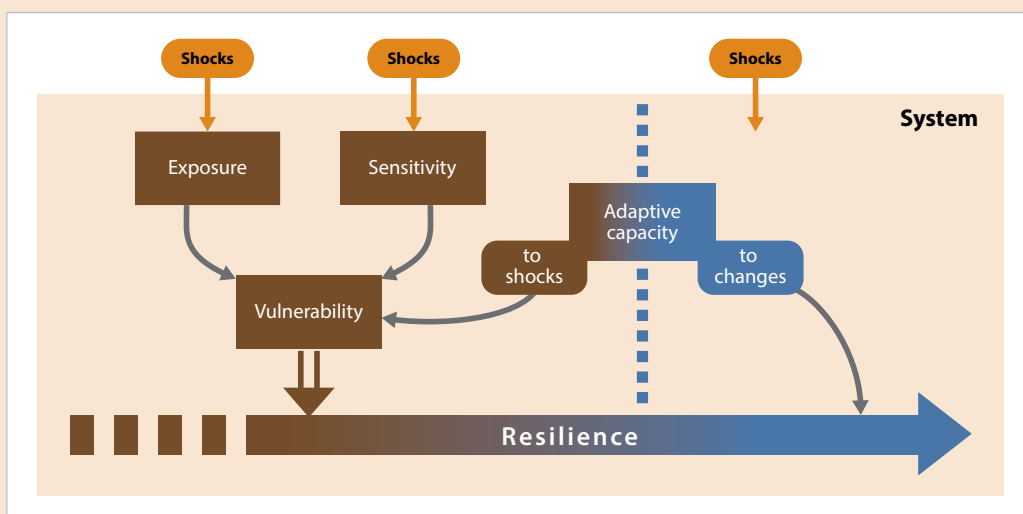 Shocks
Shocks
Shocks
System
Exposure
Sensitivity
Adaptive
capacity
to
shocks
to
changes
Vulnerability
Resilience